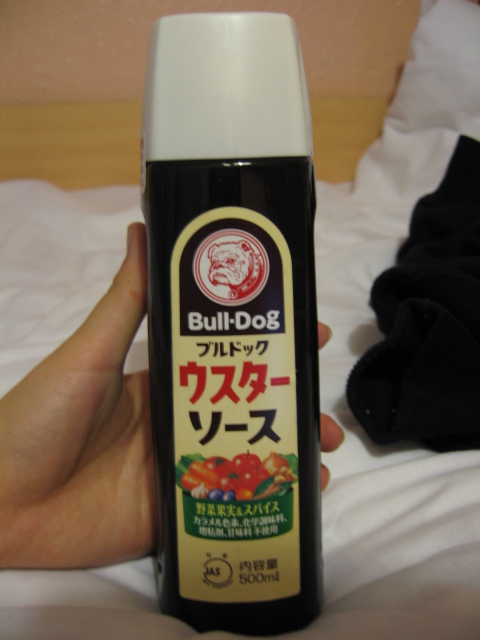 Bull-Dog
ブルドック
ウスター
ソース
野菜果実&スパイス
カラメル色素、化学調味料、
増粘剤、甘味料 不使用
JAS
内容量
500ml